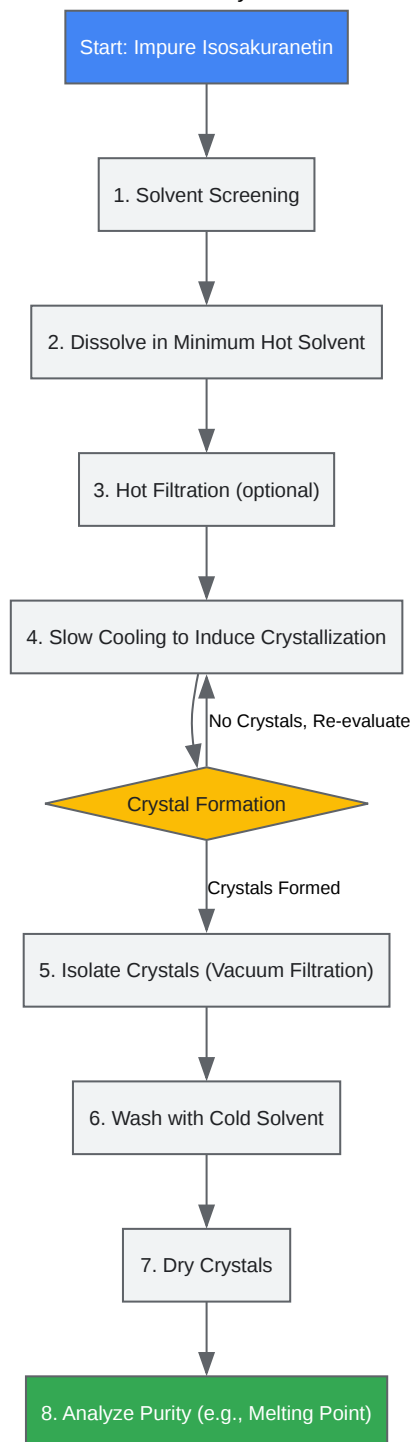 Start: Impure Isosakuranetin
1. Solvent Screening
2. Dissolve in Minimum Hot Solvent
3. Hot Filtration (optional)
4. Slow Cooling to Induce Crystallization
No Crystals, Re-evaluate
Crystal Formation
Crystals Formed
5. Isolate Crystals (Vacuum Filtration)
6. Wash with Cold Solvent
7. Dry Crystals
8. Analyze Purity (e.g., Melting Point)